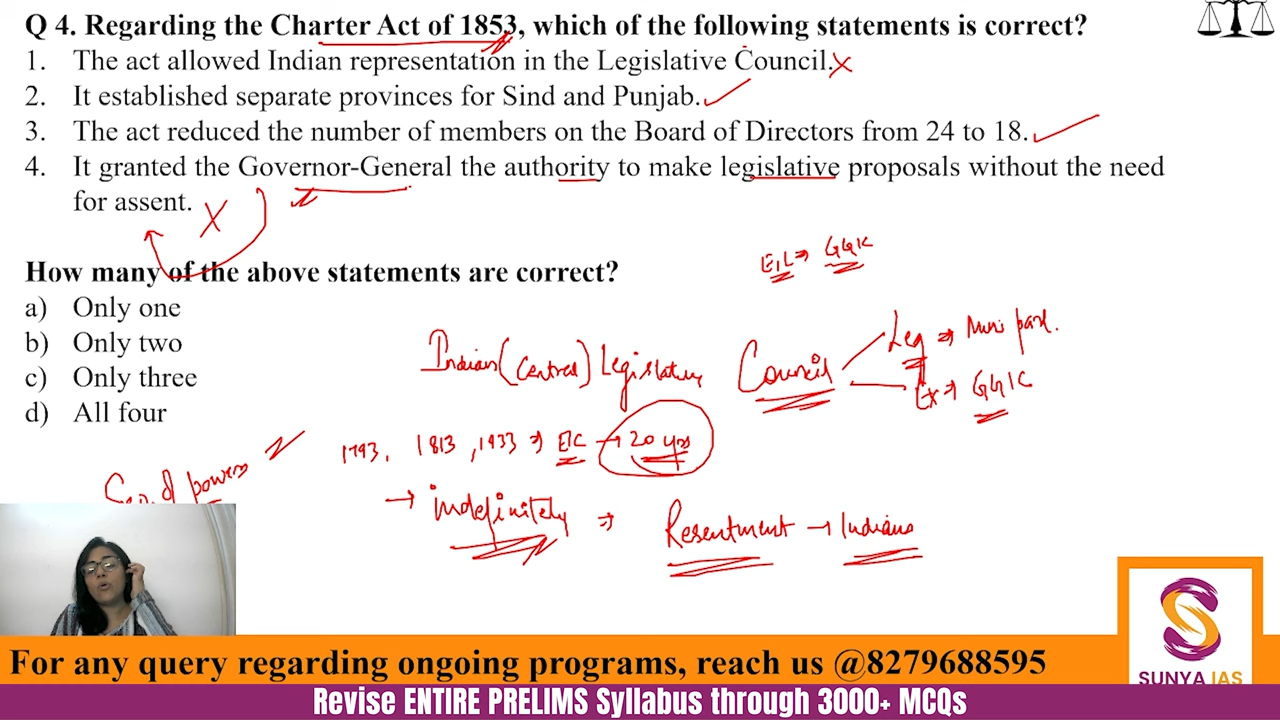 Q 4. Regarding the Charter Act of 1853, which of the following statements is correct?
1. The act allowed Indian representation in the Legislative Council.
2. It established separate provinces for Sind and Punjab.
3. The act reduced the number of members on the Board of Directors from 24 to 18.
4. It granted the Governor-General the authority to make legislative proposals without the need
for assent.
How many of the above statements are correct?
a) Only one
b) Only two
c) Only three
d) All four
GGIC
Indian (Central) Legislature Council
Leg ⇒ Mini parl.
Ex ⇒ GGIC
1793, 1813, 1933 ⇒ EIC → 20 yrs
of powers
→ indefinitely ⇒ Resentment → Indians
SUNYA IAS
For any query regarding ongoing programs, reach us @8279688595
Revise ENTIRE PRELIMS Syllabus through 3000+ MCQs